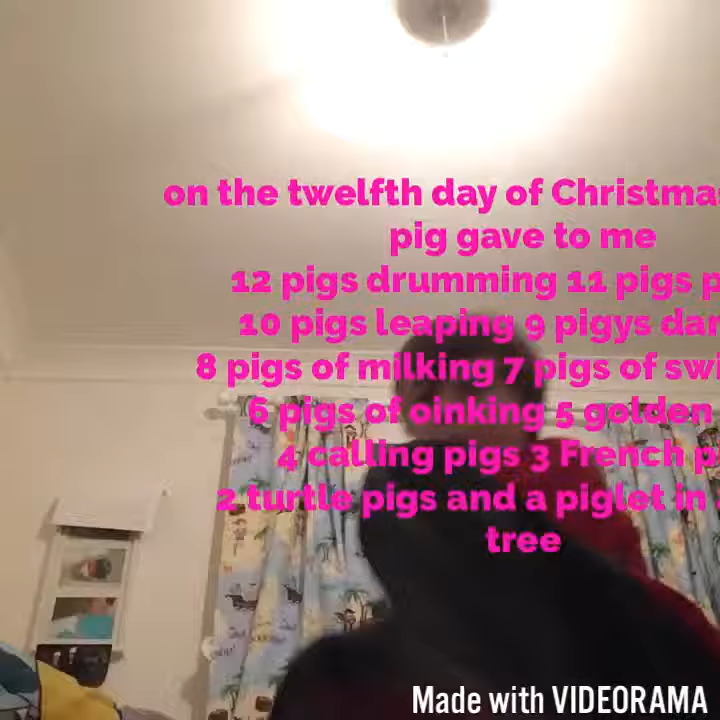 on the twelfth day of Christma
pig gave to me
12 pigs drumming 11 pigs p
10 pigs leaping 9 pigys dan
8 pigs of milking 7 pigs of swi
6 pigs of oinking 5 golden
4 calling pigs 3 French p
2 turtle pigs and a piglet in
tree
Made with VIDEORAMA